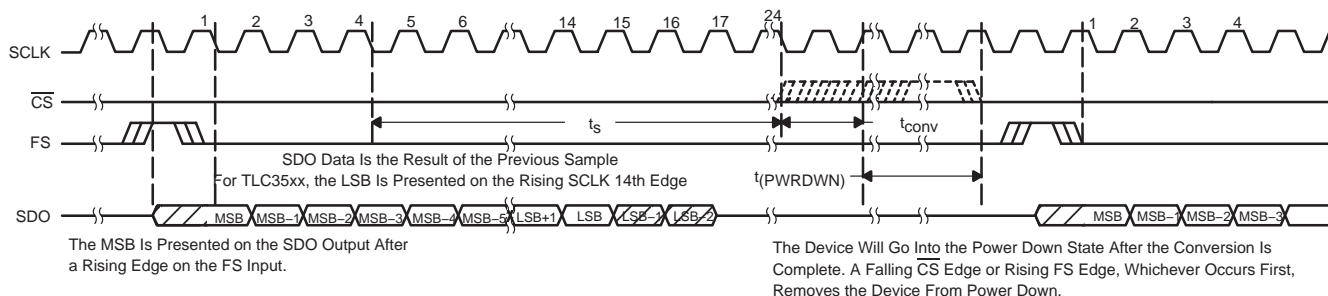 1 2 3 4 5 6 14 15 16 17 24 1 2 3 4
SCLK
CS
tS
tconv
FS
SDO Data Is the Result of the Previous Sample
For TLC35xx, the LSB Is Presented on the Rising SCLK 14th Edge
t(PWRDWN)
SDO
MSB MSB–1 MSB–2 MSB–3 MSB–4 MSB–5 LSB+1 LSB LSB–1 LSB–2 MSB MSB–1 MSB–2 MSB–3
The MSB Is Presented on the SDO Output After
a Rising Edge on the FS Input.
The Device Will Go Into the Power Down State After the Conversion Is
Complete. A Falling CS Edge or Rising FS Edge, Whichever Occurs First,
Removes the Device From Power Down.